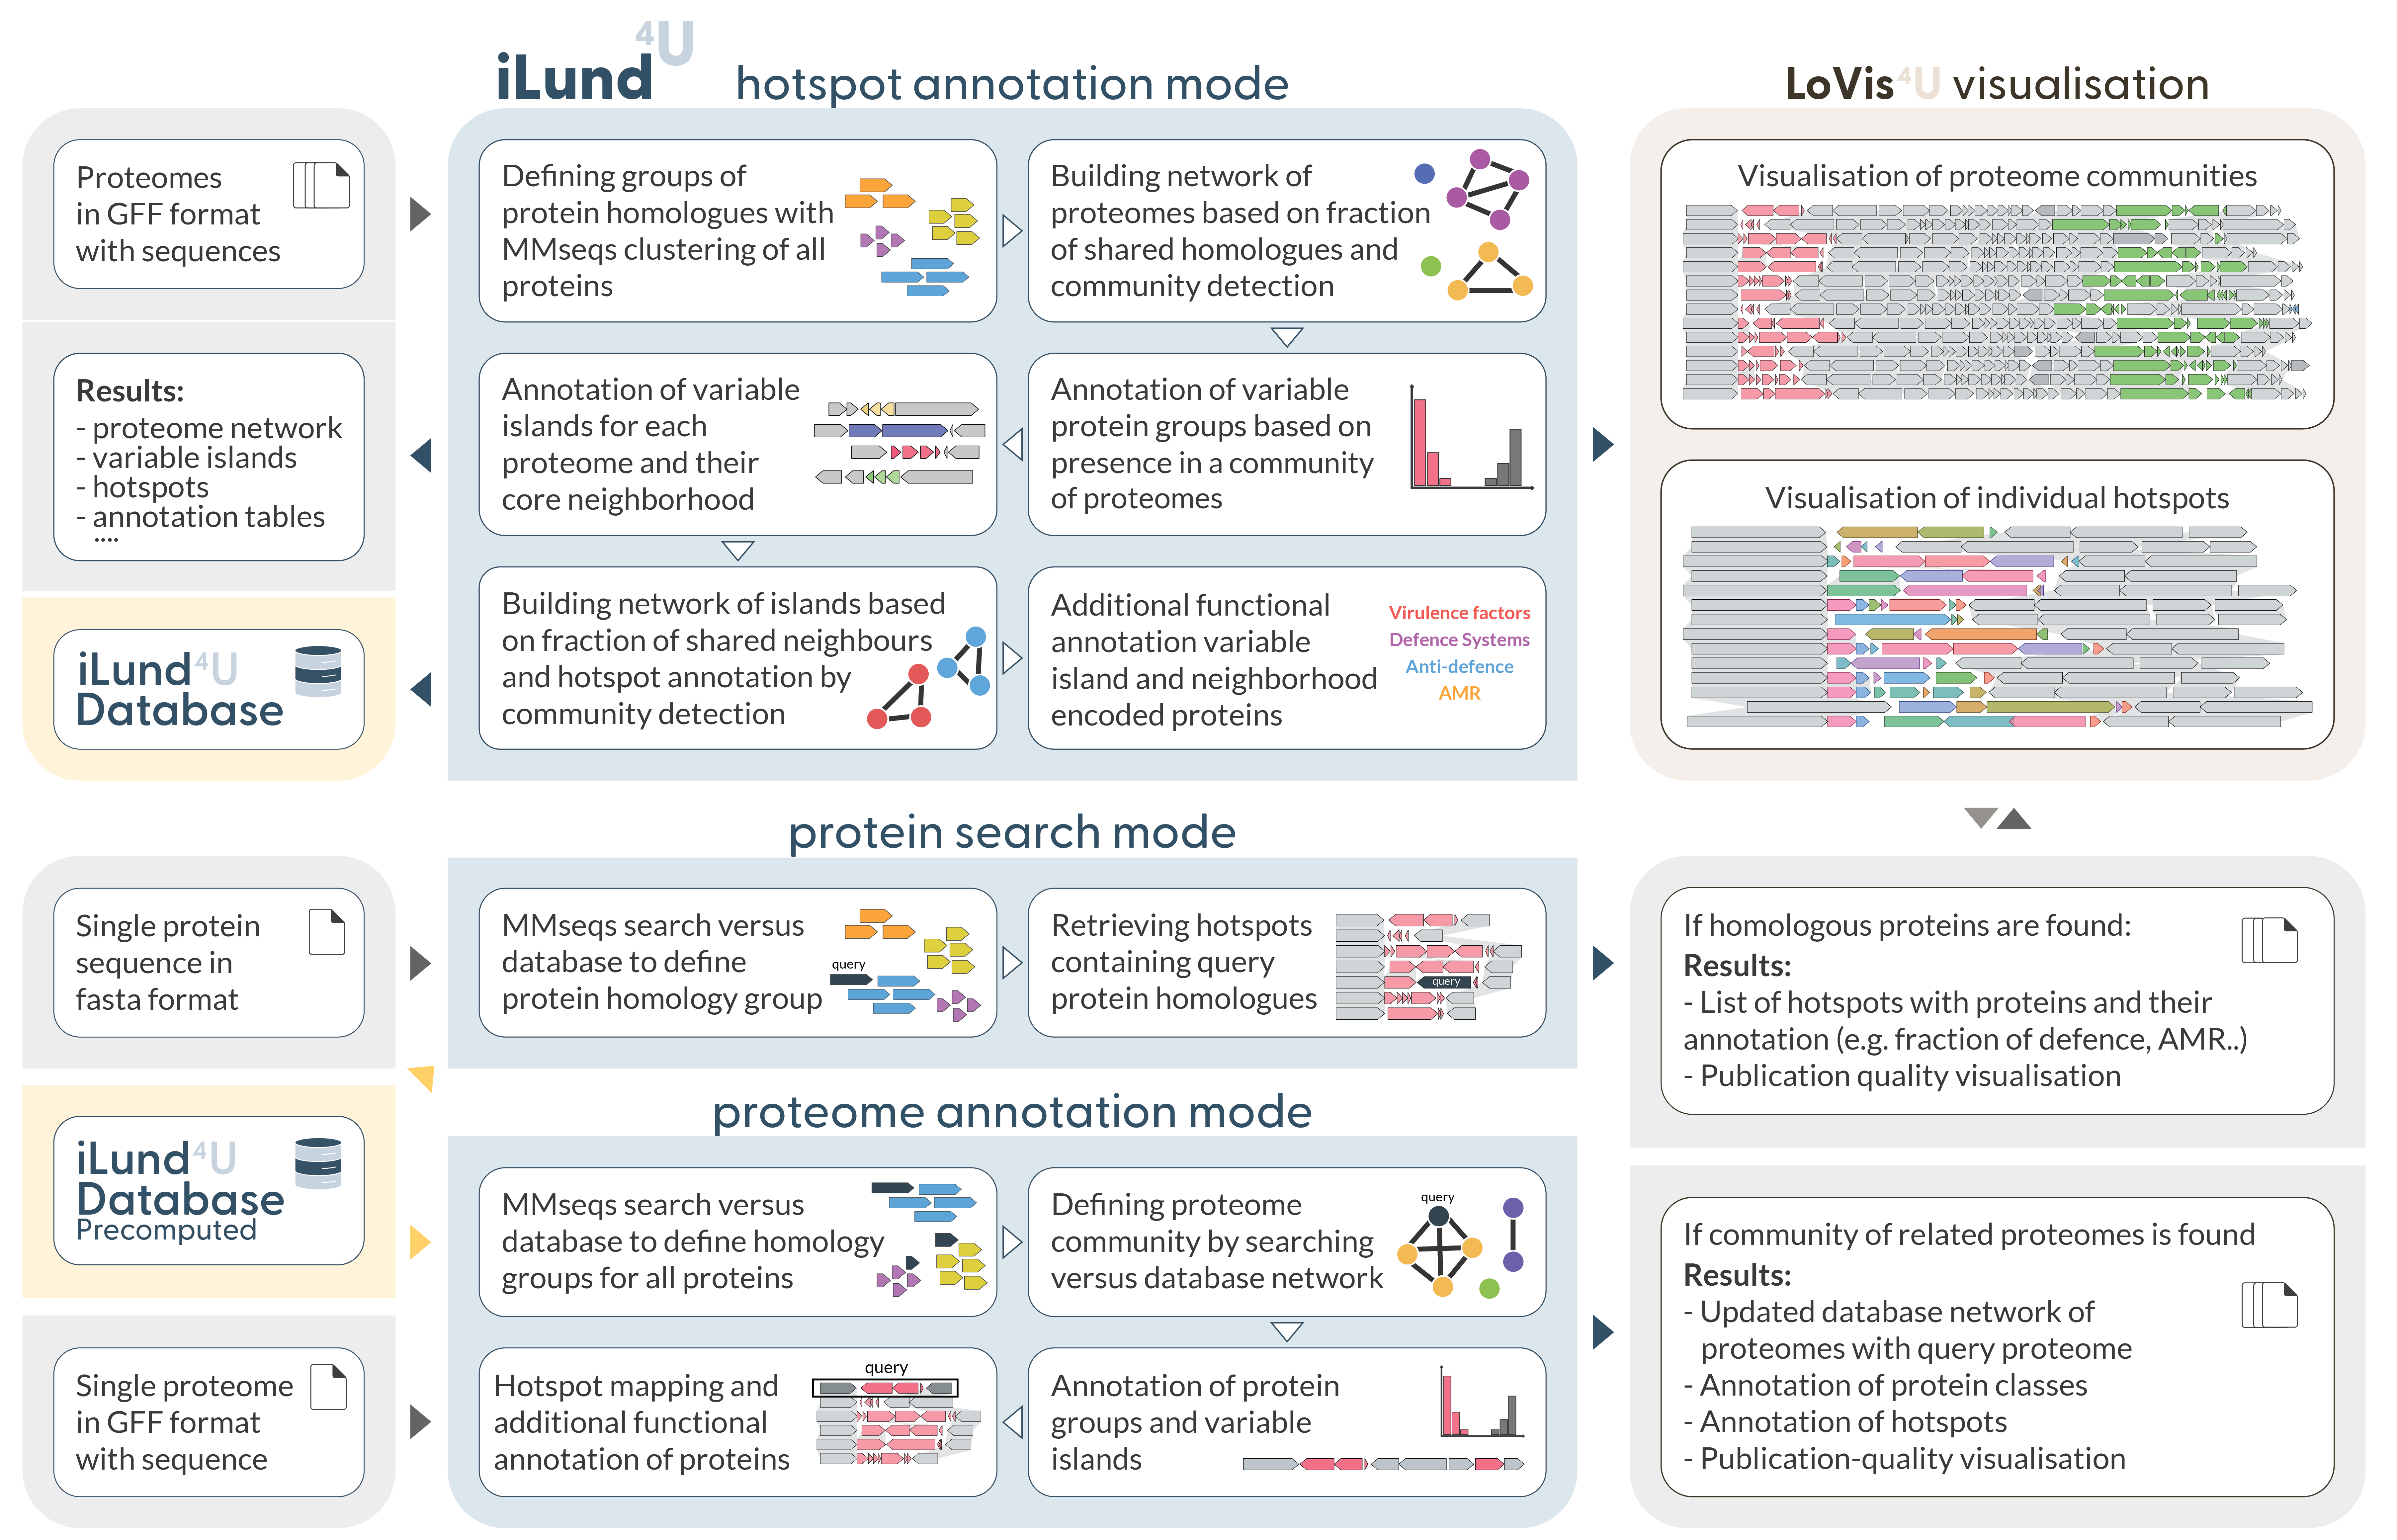 iLund4U hotspot annotation mode
LoVis4U visualisation
Proteomes
in GFF format
with sequences
Results:
- proteome network
- variable islands
- hotspots
- annotation tables
....
iLund4U
Database
Defining groups of
protein homologues with
MMseqs clustering of all
proteins
Building network of
proteomes based on fraction
of shared homologues and
community detection
Annotation of variable
islands for each
proteome and their
core neighborhood
Annotation of variable
protein groups based on
presence in a community
of proteomes
Building network of islands based
on fraction of shared neighbours
and hotspot annotation by
community detection
Additional functional
annotation variable
island and neighborhood
encoded proteins
Virulence factors
Defence Systems
Anti-defence
AMR
Visualisation of proteome communities
Visualisation of individual hotspots
protein search mode
Single protein
sequence in
fasta format
MMseqs search versus
database to define
protein homology group
query
Retrieving hotspots
containing query
protein homologues
query
If homologous proteins are found:
Results:
- List of hotspots with proteins and their
annotation (e.g. fraction of defence, AMR..)
- Publication quality visualisation
proteome annotation mode
iLund4U
Database
Precomputed
Single proteome
in GFF format
with sequence
MMseqs search versus
database to define homology
groups for all proteins
Defining proteome
community by searching
versus database network
query
Hotspot mapping and
additional functional
annotation of proteins
query
Annotation of protein
groups and variable
islands
If community of related proteomes is found
Results:
- Updated database network of
proteomes with query proteome
- Annotation of protein classes
- Annotation of hotspots
- Publication-quality visualisation